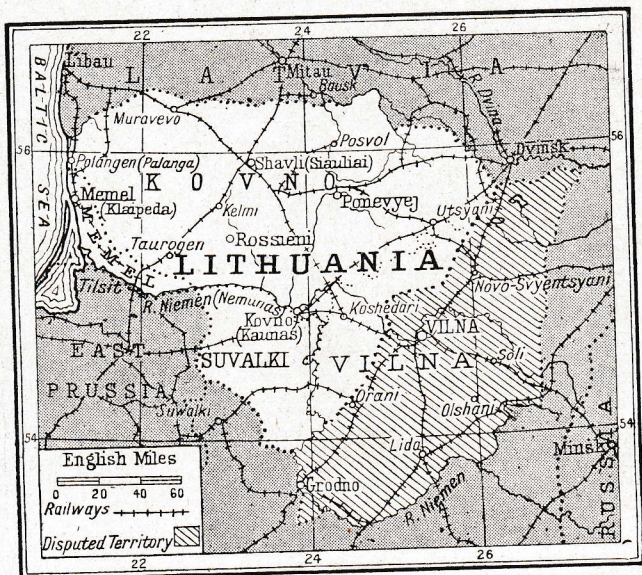 22
24
26
Libau
L A T V I A
Mitau
Bausk
R. Dvina
BALTIC SEA
Muravevo
Posvol
56
56
Dvinsk
Polangen (Palanga)
Shavli (Siauliai)
KOVNO
Memel
(Klaipeda)
Kelmi
Ponevyej
Utsyani
MEMEL
Taurogen
Rossieni
LITHUANIA
Tilsit
R. Niemen (Nemunas)
Novo-Svyentsyani
Kovno
(Kaunas)
Koshedari
VILNA
EAST
PRUSSIA
SUVALKI
VILNA
Soli
Suwalki
Orani
Olshani
54
54
Lida
Minsk
RUSSIA
English Miles
0 20 40 60
Railways
Disputed Territory
Grodno
R. Niemen
22
24
26